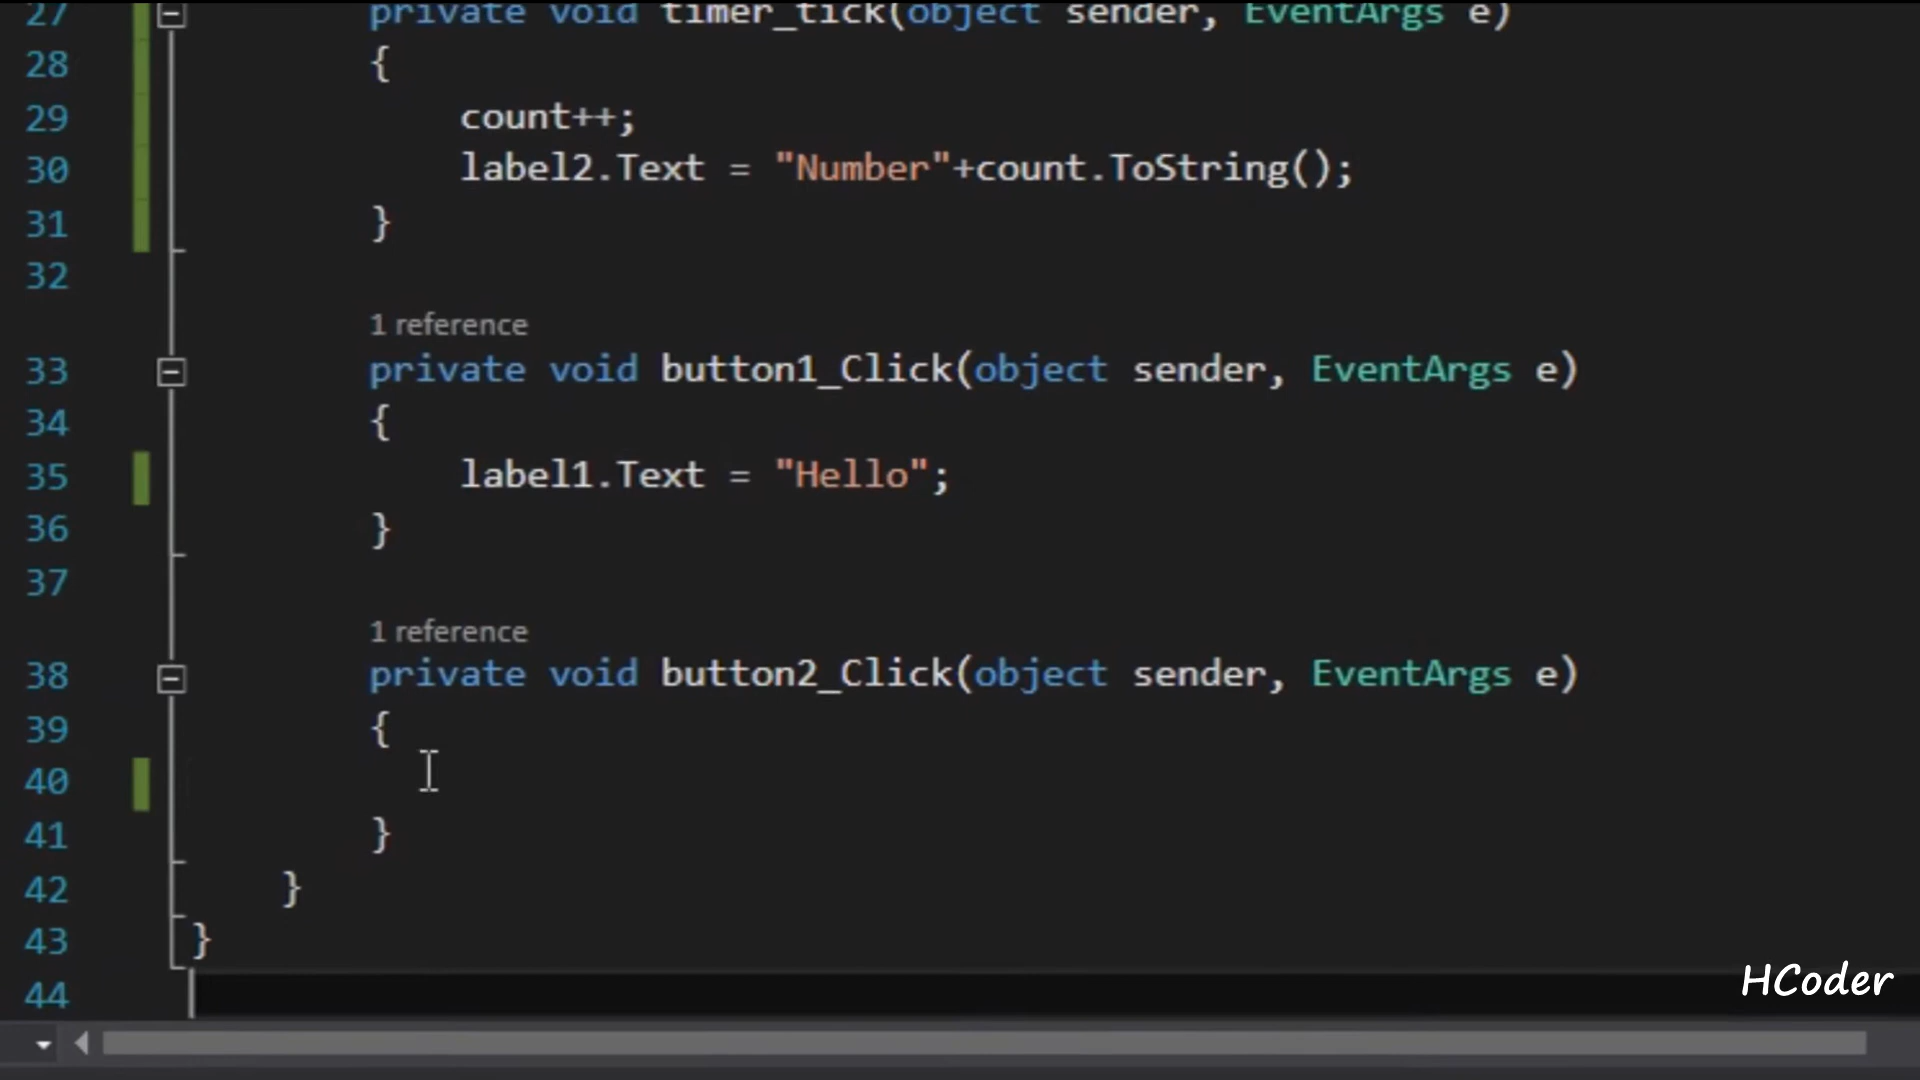 27 private void timer_tick(object sender, EventArgs e)
28 {
29 count++;
30 label2.Text = "Number"+count.ToString();
31 }
32
1 reference
33 private void button1_Click(object sender, EventArgs e)
34 {
35 label1.Text = "Hello";
36 }
37
1 reference
38 private void button2_Click(object sender, EventArgs e)
39 {
40
41 }
42 }
43 }
44
HCoder